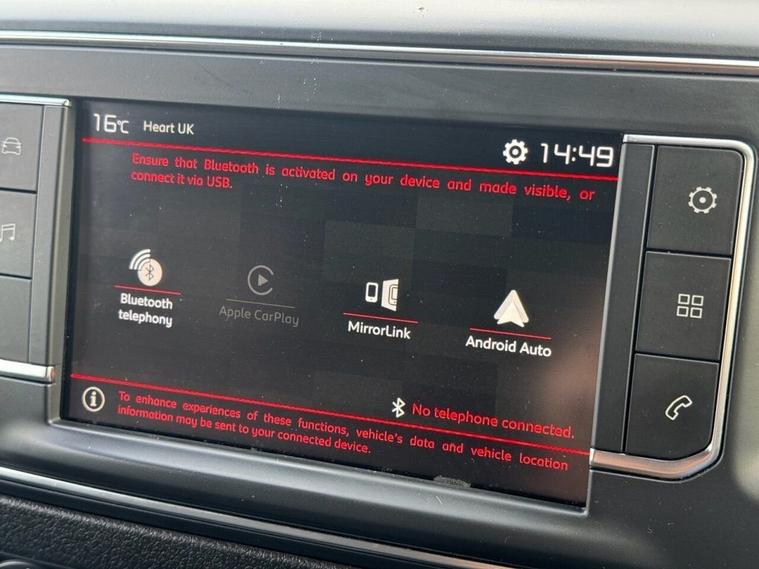 16°C Heart UK 14:49
Ensure that Bluetooth is activated on your device and made visible, or
connect it via USB.
Bluetooth
telephony
Apple CarPlay
MirrorLink
Android Auto
No telephone connected.
To enhance experiences of these functions, vehicle's data and vehicle location
information may be sent to your connected device.